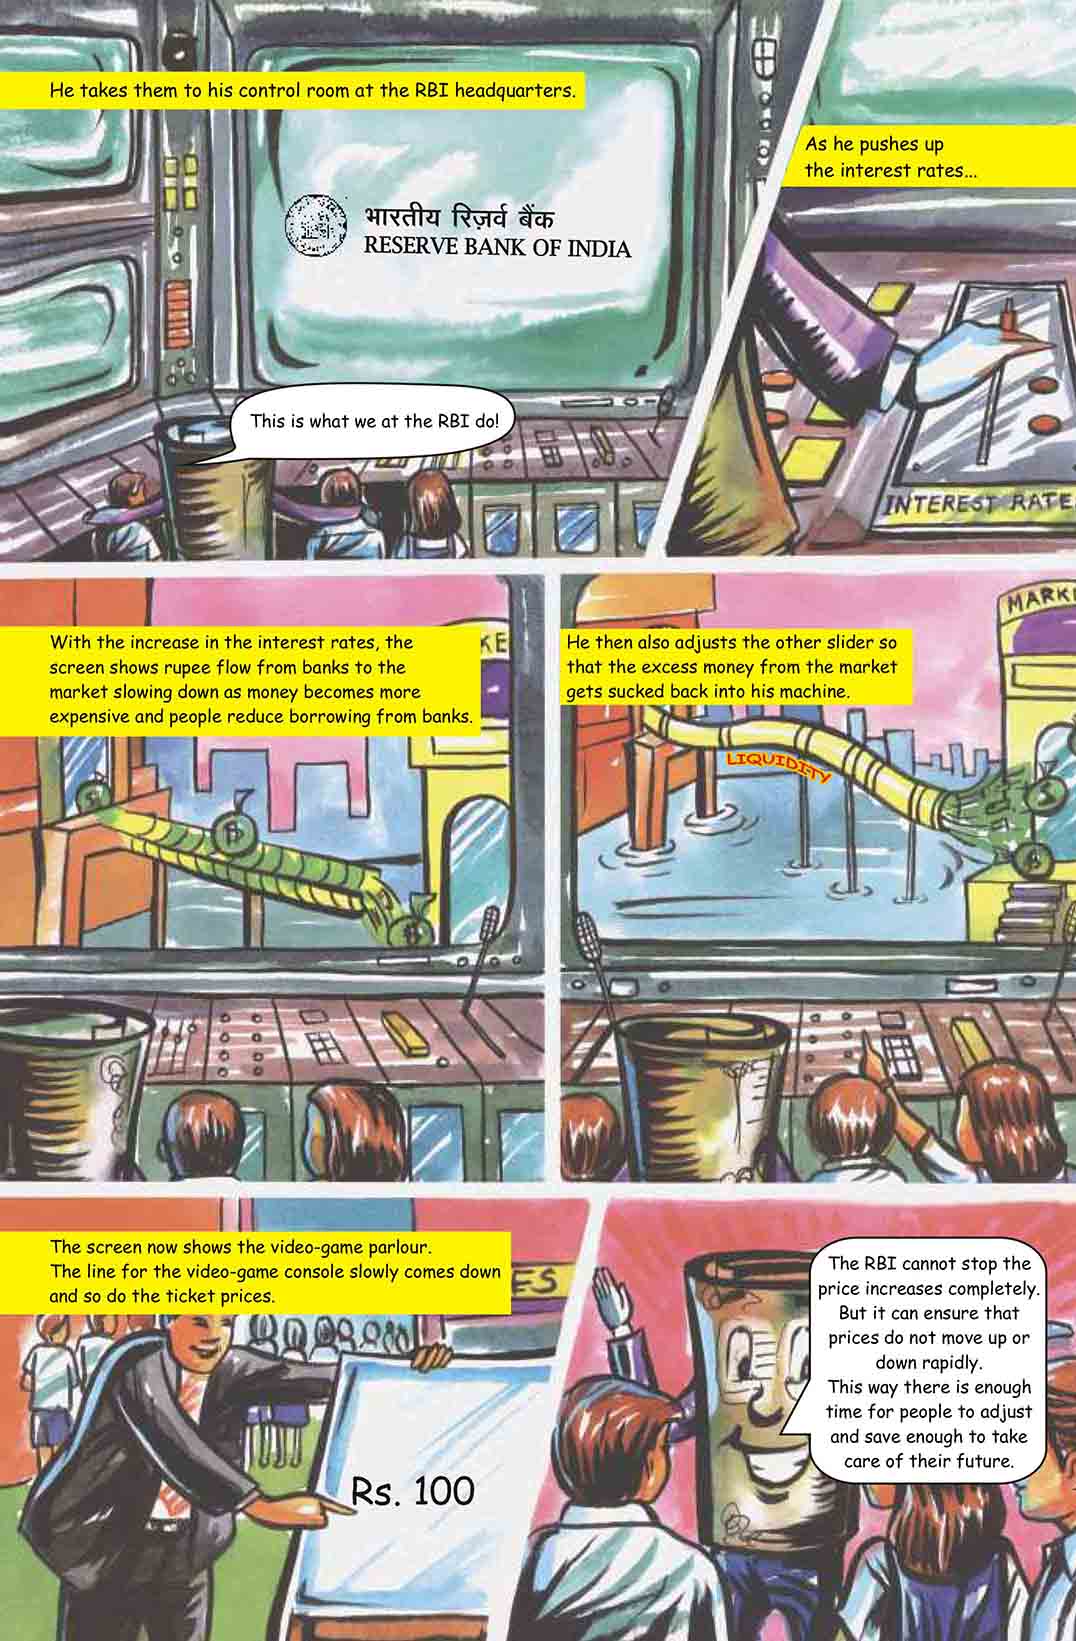 He takes them to his control room at the RBI headquarters.
भारतीय रिज़र्व बैंक
RESERVE BANK OF INDIA
This is what we at the RBI do!
As he pushes up
the interest rates...
INTEREST RATE
With the increase in the interest rates, the
screen shows rupee flow from banks to the
market slowing down as money becomes more
expensive and people reduce borrowing from banks.
KE
He then also adjusts the other slider so
that the excess money from the market
gets sucked back into his machine.
MARKE
LIQUIDITY
The screen now shows the video-game parlour.
The line for the video-game console slowly comes down
and so do the ticket prices.
ES
Rs. 100
The RBI cannot stop the
price increases completely.
But it can ensure that
prices do not move up or
down rapidly.
This way there is enough
time for people to adjust
and save enough to take
care of their future.